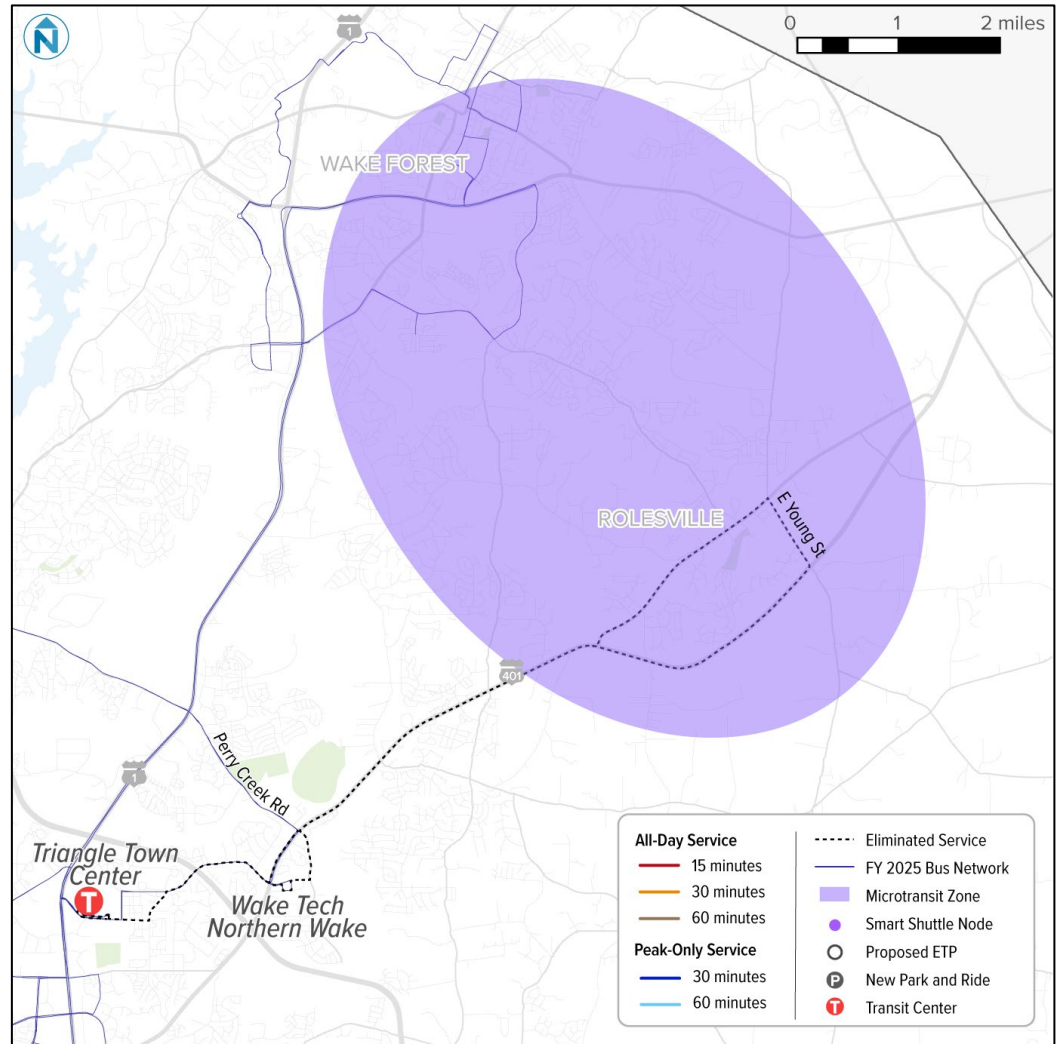 N
1
0 1 2 miles
WAKE FOREST
ROLESVILLE
E Young St
401
Perry Creek Rd
1
Triangle Town
Center
T
Wake Tech
Northern Wake
All-Day Service
15 minutes
30 minutes
60 minutes
Peak-Only Service
30 minutes
60 minutes
Eliminated Service
FY 2025 Bus Network
Microtransit Zone
Smart Shuttle Node
Proposed ETP
P New Park and Ride
T Transit Center